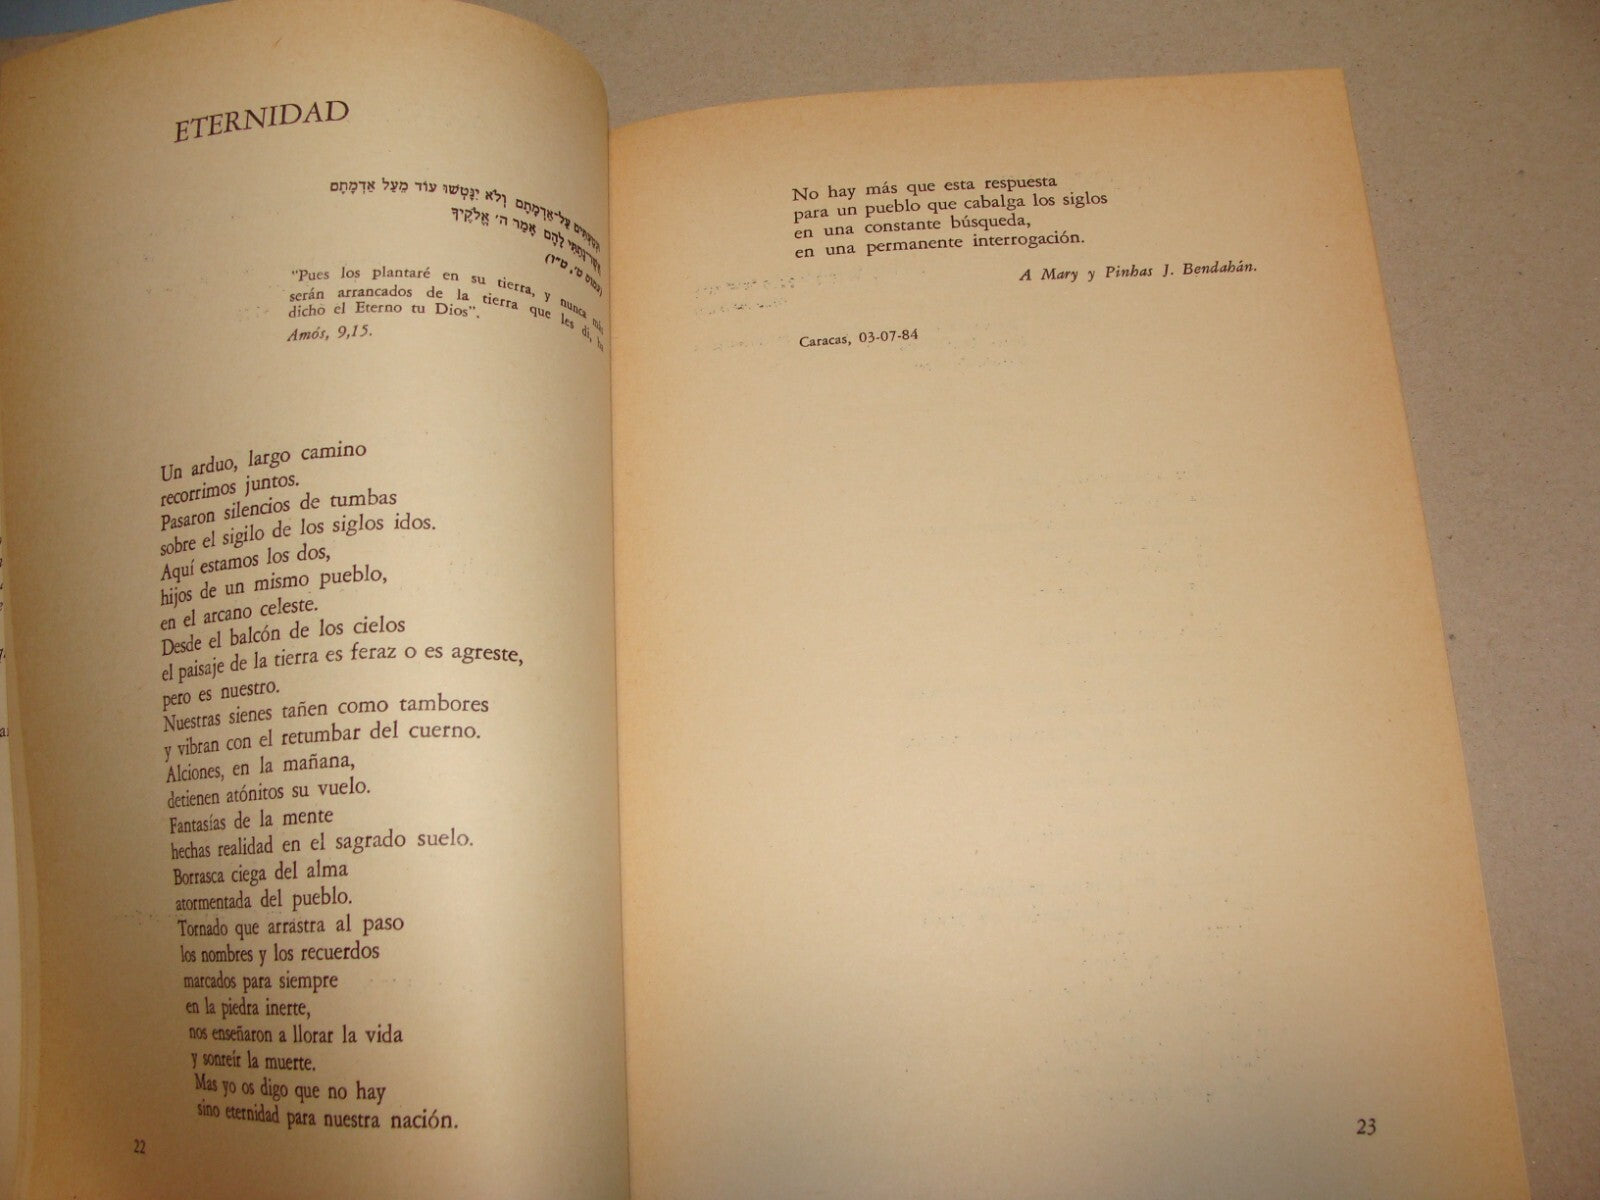 ETERNIDAD
וּנְטַעְתִּים עַל־אַדְמָתָם וְלֹא יִנָּתְשׁוּ עוֹד מֵעַל אַדְמָתָם
אֲשֶׁר־נָתַתִּי לָהֶם אָמַר ה׳ אֱלֹקֶיךָ
(עמוס ט׳, ט״ו)
"Pues los plantaré en su tierra, y nunca más
serán arrancados de la tierra que les di, ha
dicho el Eterno tu Dios".
Amós, 9,15.
Un arduo, largo camino
recorrimos juntos.
Pasaron silencios de tumbas
sobre el sigilo de los siglos idos.
Aquí estamos los dos,
hijos de un mismo pueblo,
en el arcano celeste.
Desde el balcón de los cielos
el paisaje de la tierra es feraz o es agreste,
pero es nuestro.
Nuestras sienes tañen como tambores
y vibran con el retumbar del cuerno.
Alciones, en la mañana,
detienen atónitos su vuelo.
Fantasías de la mente
hechas realidad en el sagrado suelo.
Borrasca ciega del alma
atormentada del pueblo.
Tornado que arrastra al paso
los nombres y los recuerdos
marcados para siempre
en la piedra inerte,
nos enseñaron a llorar la vida
y sonreír la muerte.
Mas yo os digo que no hay
sino eternidad para nuestra nación.
22
No hay más que esta respuesta
para un pueblo que cabalga los siglos
en una constante búsqueda,
en una permanente interrogación.
A Mary y Pinhas J. Bendahán.
Caracas, 03-07-84
23